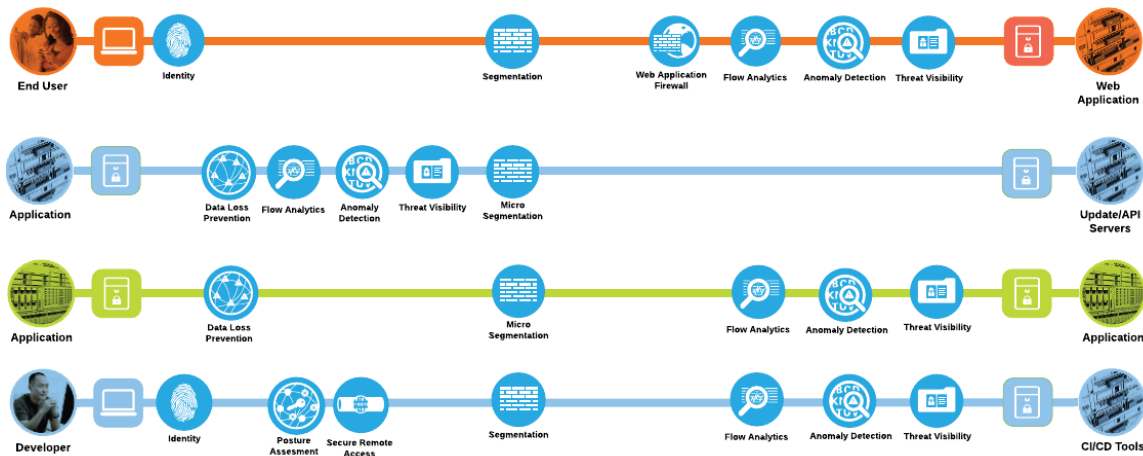 Identity
Segmentation
Web Application
Firewall
Flow Analytics
Anomaly Detection
Threat Visibility
End User
Web
Application
Data Loss
Prevention
Flow Analytics
Anomaly
Detection
Threat Visibility
Micro
Segmentation
Application
Update/API
Servers
Data Loss
Prevention
Micro
Segmentation
Flow Analytics
Anomaly Detection
Threat Visibility
Application
Application
Identity
Posture
Assesment
Secure Remote
Access
Segmentation
Flow Analytics
Anomaly Detection
Threat Visibility
Developer
CI/CD Tools